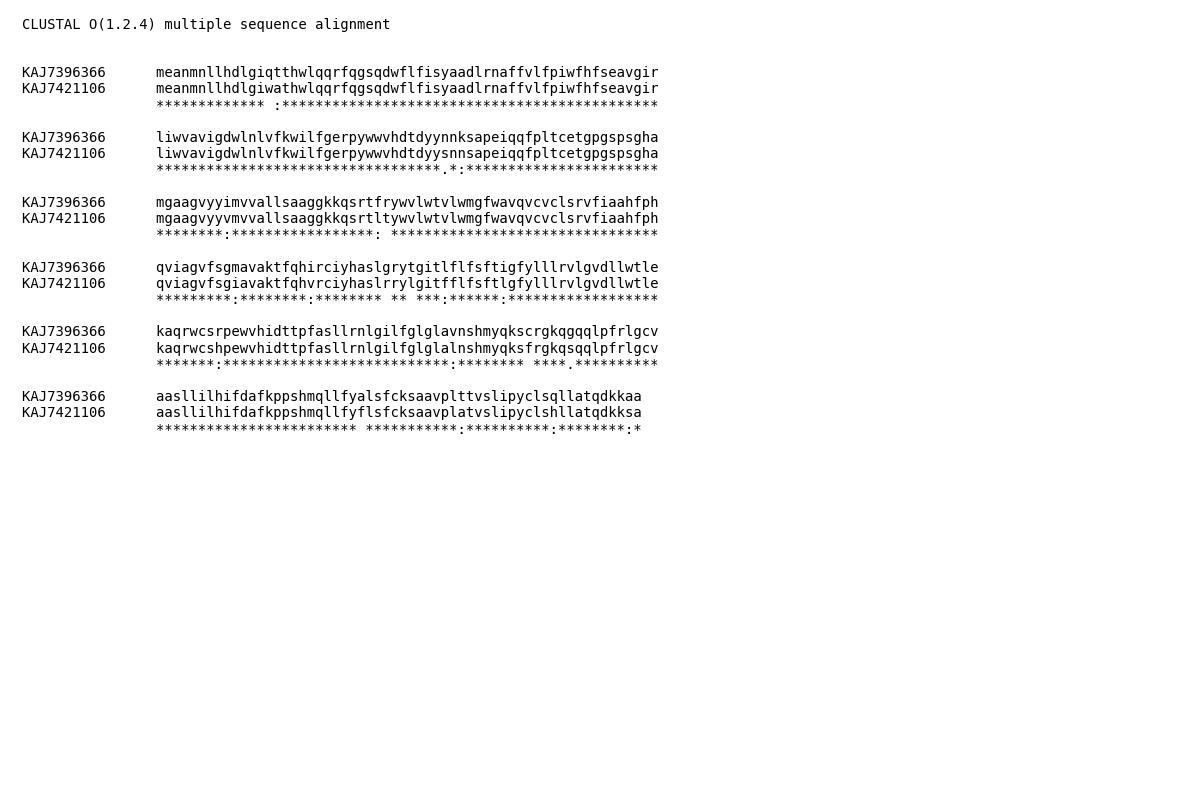 CLUSTAL O(1.2.4) multiple sequence alignment
KAJ7396366      meanmnllhdlgiqtthwlqqrfqgsqdwflfisyaadlrnaffvlfpiwfhfseavgir
KAJ7421106      meanmnllhdlgiwathwlqqrfqgsqdwflfisyaadlrnaffvlfpiwfhfseavgir
                ************* :*********************************************
KAJ7396366      liwvavigdwlnlvfkwilfgerpywwvhdtdyynnksapeiqqfpltcetgpgspsgha
KAJ7421106      liwvavigdwlnlvfkwilfgerpywwvhdtdyysnnsapeiqqfpltcetgpgspsgha
                **********************************.*:***********************
KAJ7396366      mgaagvyyimvvallsaaggkkqsrtfrywvlwtvlwmgfwavqvcvclsrvfiaahfph
KAJ7421106      mgaagvyyvmvvallsaaggkkqsrtltywvlwtvlwmgfwavqvcvclsrvfiaahfph
                ********:*****************: ********************************
KAJ7396366      qviagvfsgmavaktfqhirciyhaslgrytgitlflfsftigfylllrvlgvdllwtle
KAJ7421106      qviagvfsgiavaktfqhvrciyhaslrrylgitfflfsftlgfylllrvlgvdllwtle
                *********:********:******** ** ***:******:******************
KAJ7396366      kaqrwcsrpewvhidttpfasllrnlgilfglglavnshmyqkscrgkqgqqlpfrlgcv
KAJ7421106      kaqrwcshpewvhidttpfasllrnlgilfglglalnshmyqksfrgkqsqqlpfrlgcv
                *******:***************************:******** ****.**********
KAJ7396366      aasllilhifdafkppshmqllfyalsfcksaavplttvslipyclsqllatqdkkaa
KAJ7421106      aasllilhifdafkppshmqllfyflsfcksaavplatvslipyclshllatqdkksa
                ************************ ***********:**********:********:*